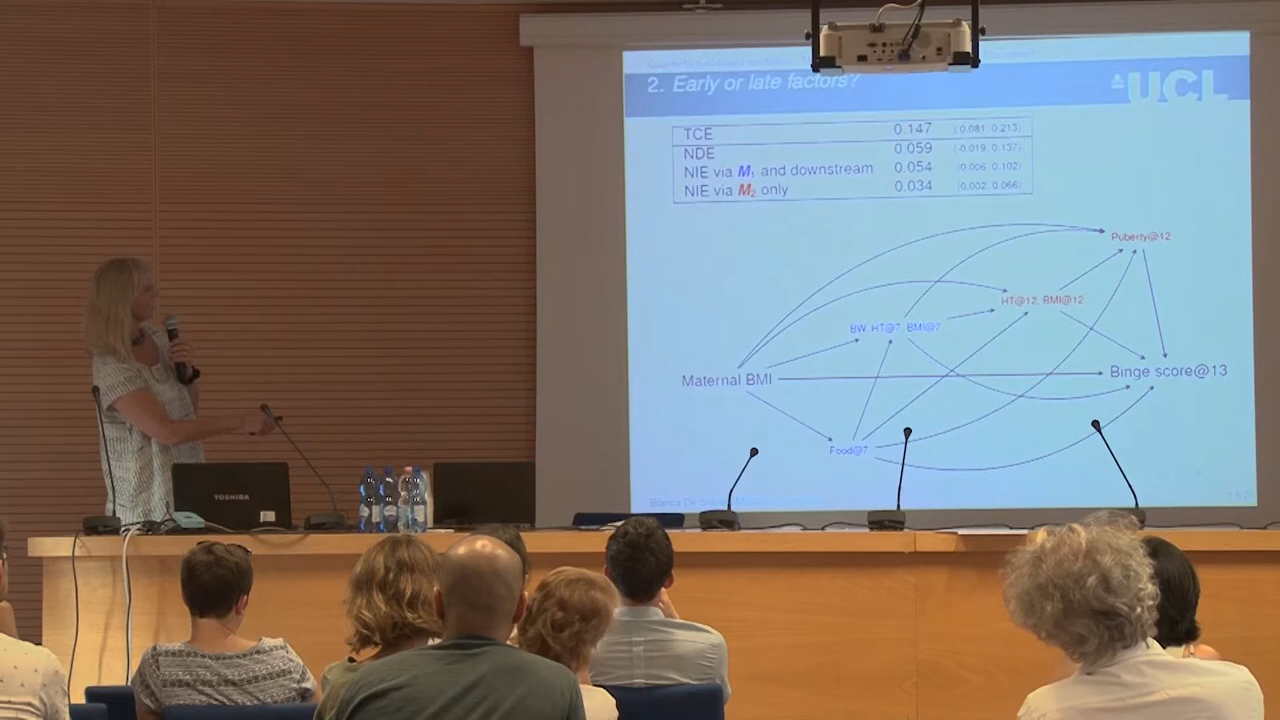 2. Early or late factors?
UCL
TCE 0.147 (0.081, 0.213)
NDE 0.059 (-0.019, 0.137)
NIE via M1 and downstream 0.054 (0.006, 0.102)
NIE via M2 only 0.034 (0.002, 0.066)
Puberty@12
HT@12, BMI@12
BW, HT@7, BMI@7
Maternal BMI
Binge score@13
Food@7
TOSHIBA
Bianca De